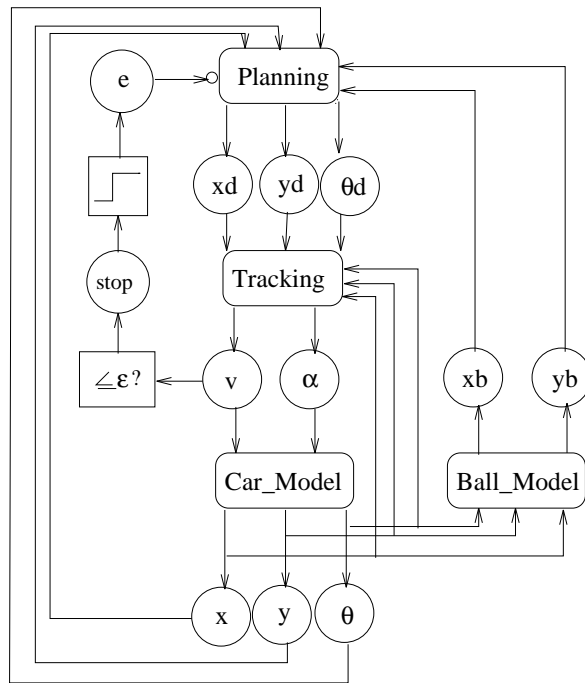 e
Planning
xd
yd
θd
Tracking
stop
≤ε?
v
α
xb
yb
Car_Model
Ball_Model
x
y
θ